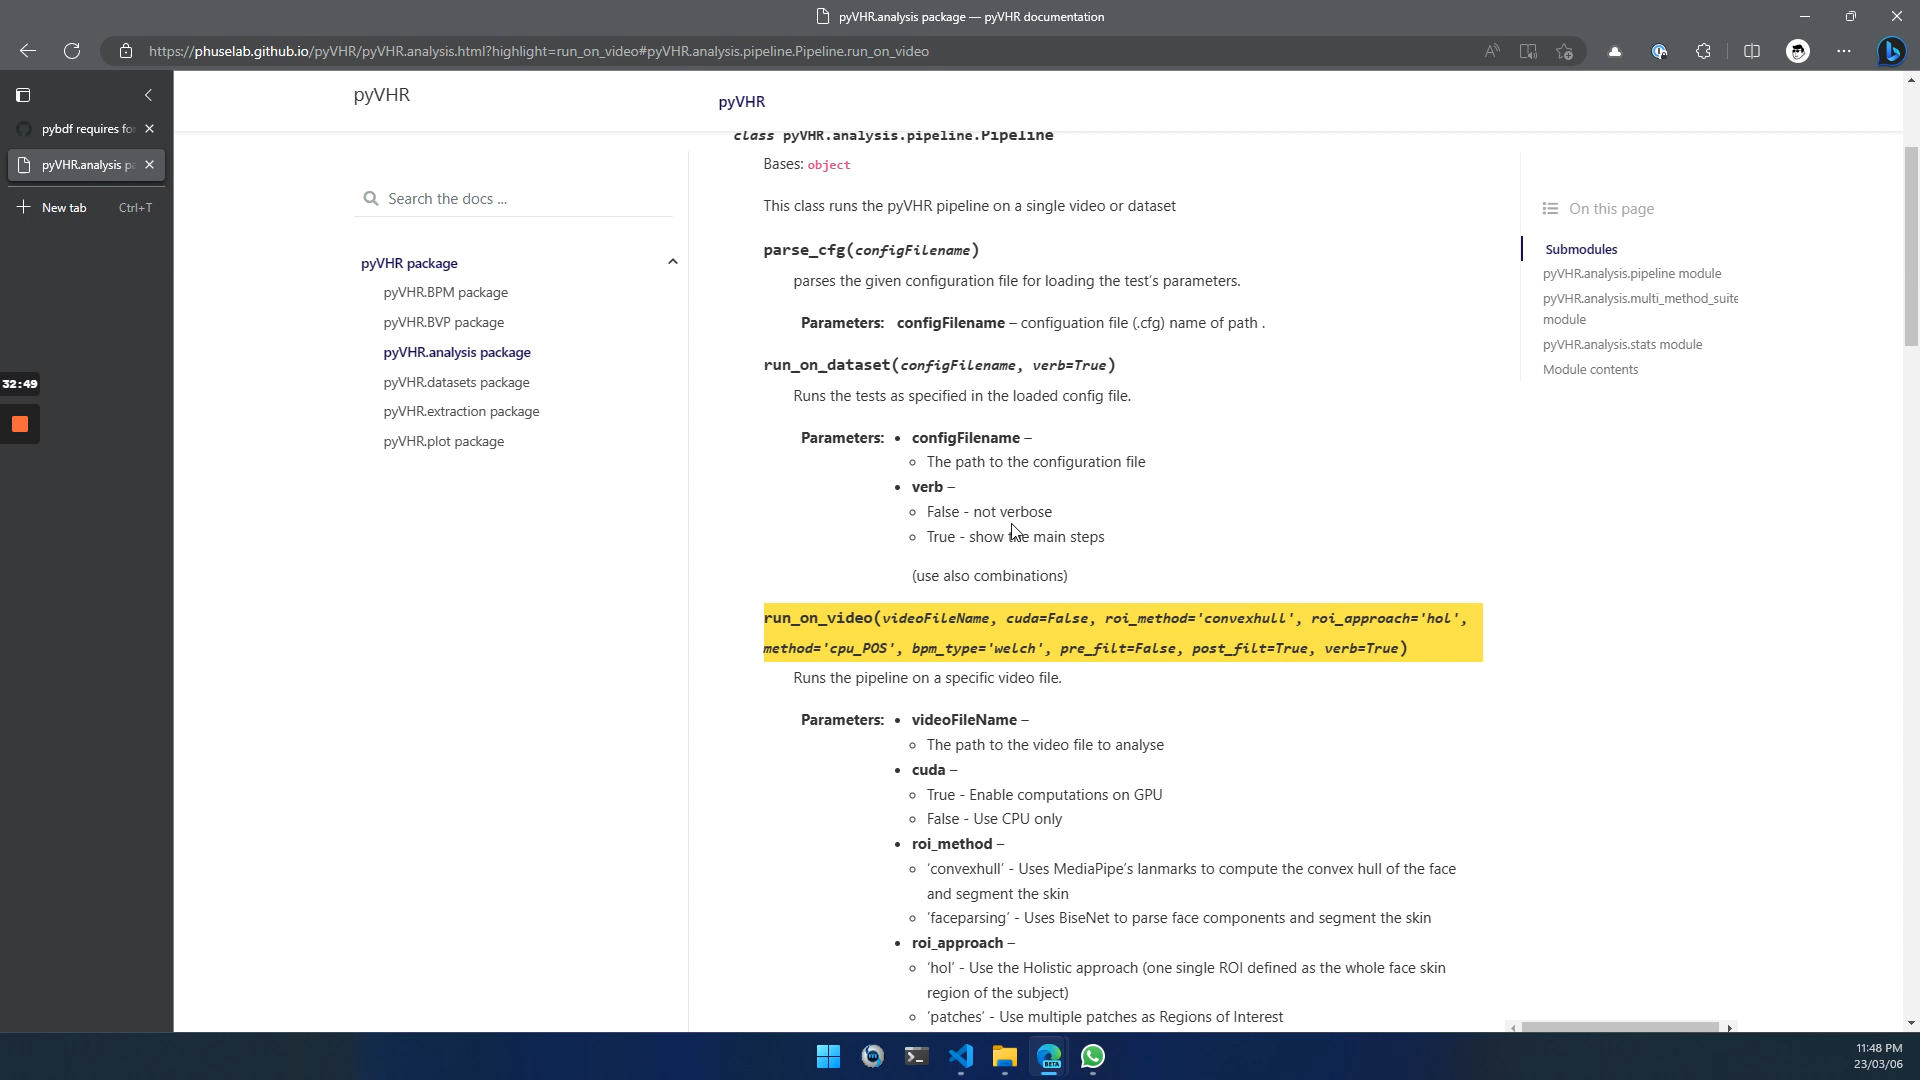 pyVHR.analysis package — pyVHR documentation
https://phuselab.github.io/pyVHR/pyVHR.analysis.html?highlight=run_on_video#pyVHR.analysis.pipeline.Pipeline.run_on_video
pybdf requires fo
pyVHR.analysis pa
New tab Ctrl+T
32:49
pyVHR
pyVHR
Search the docs ...
pyVHR package
pyVHR.BPM package
pyVHR.BVP package
pyVHR.analysis package
pyVHR.datasets package
pyVHR.extraction package
pyVHR.plot package
class pyVHR.analysis.pipeline.Pipeline
Bases: object
This class runs the pyVHR pipeline on a single video or dataset
parse_cfg(configFilename)
parses the given configuration file for loading the test’s parameters.
Parameters: configFilename – configuation file (.cfg) name of path .
run_on_dataset(configFilename, verb=True)
Runs the tests as specified in the loaded config file.
Parameters: • configFilename –
The path to the configuration file
• verb –
False - not verbose
True - show the main steps
(use also combinations)
run_on_video(videoFileName, cuda=False, roi_method='convexhull', roi_approach='hol',
method='cpu_POS', bpm_type='welch', pre_filt=False, post_filt=True, verb=True)
Runs the pipeline on a specific video file.
Parameters: • videoFileName –
The path to the video file to analyse
• cuda –
True - Enable computations on GPU
False - Use CPU only
• roi_method –
‘convexhull’ - Uses MediaPipe’s lanmarks to compute the convex hull of the face
and segment the skin
‘faceparsing’ - Uses BiseNet to parse face components and segment the skin
• roi_approach –
‘hol’ - Use the Holistic approach (one single ROI defined as the whole face skin
region of the subject)
‘patches’ - Use multiple patches as Regions of Interest
On this page
Submodules
pyVHR.analysis.pipeline module
pyVHR.analysis.multi_method_suite
module
pyVHR.analysis.stats module
Module contents
BETA
11:48 PM
23/03/06